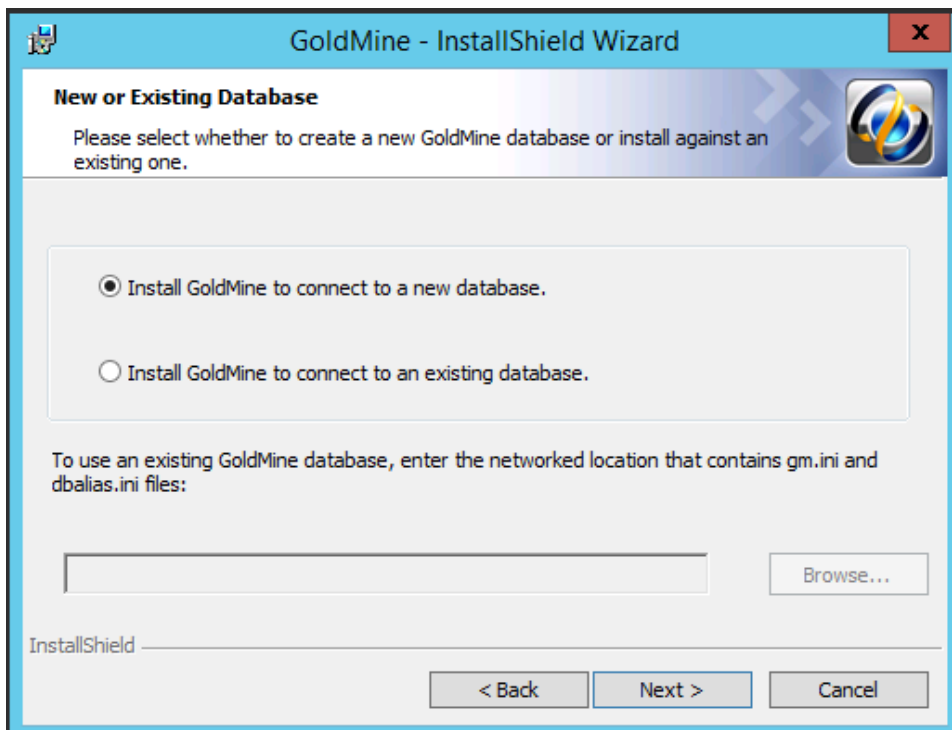 GoldMine - InstallShield Wizard
x
New or Existing Database
Please select whether to create a new GoldMine database or install against an
existing one.
Install GoldMine to connect to a new database.
Install GoldMine to connect to an existing database.
To use an existing GoldMine database, enter the networked location that contains gm.ini and
dbalias.ini files:
Browse...
InstallShield
< Back
Next >
Cancel